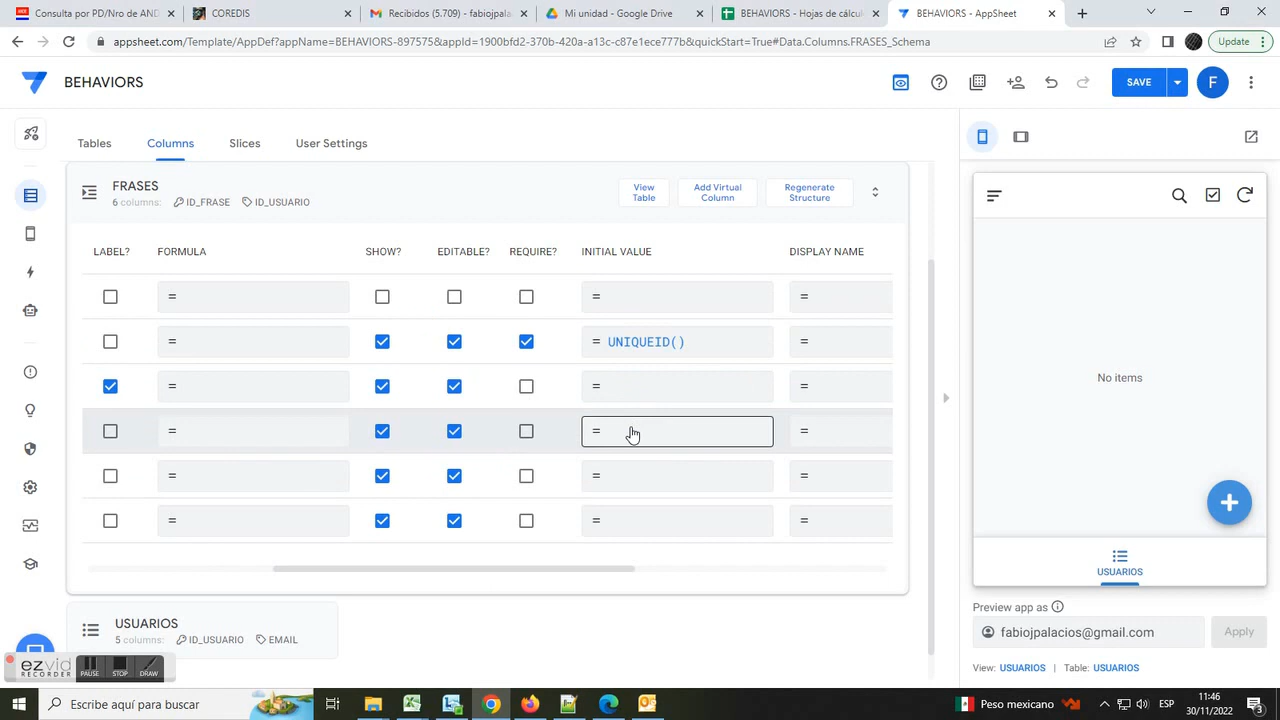 Consulta por PD/Nro de AND
COREDIS
Recibidos (5.705) - fabiojpala
Mi unidad - Google Drive
BEHAVIORS - Hojas de cálcul
BEHAVIORS - AppSheet
appsheet.com/Template/AppDef?appName=BEHAVIORS-897575&appId=1900bfd2-370b-420a-a13c-c87e1ece777b&quickStart=True#Data.Columns.FRASES_Schema
Update
BEHAVIORS
SAVE
F
Tables
Columns
Slices
User Settings
FRASES
6 columns: ID_FRASE ID_USUARIO
View Table
Add Virtual Column
Regenerate Structure
LABEL? FORMULA SHOW? EDITABLE? REQUIRE? INITIAL VALUE DISPLAY NAME
= = =
= = UNIQUEID() =
= = =
= = =
= = =
= = =
USUARIOS
5 columns: ID_USUARIO EMAIL
No items
USUARIOS
Preview app as
fabiojpalacios@gmail.com
Apply
View: USUARIOS | Table: USUARIOS
ezvid
RECORDER
PAUSE
STOP
DRAW
Escribe aquí para buscar
Peso mexicano
ESP
11:46
30/11/2022
3